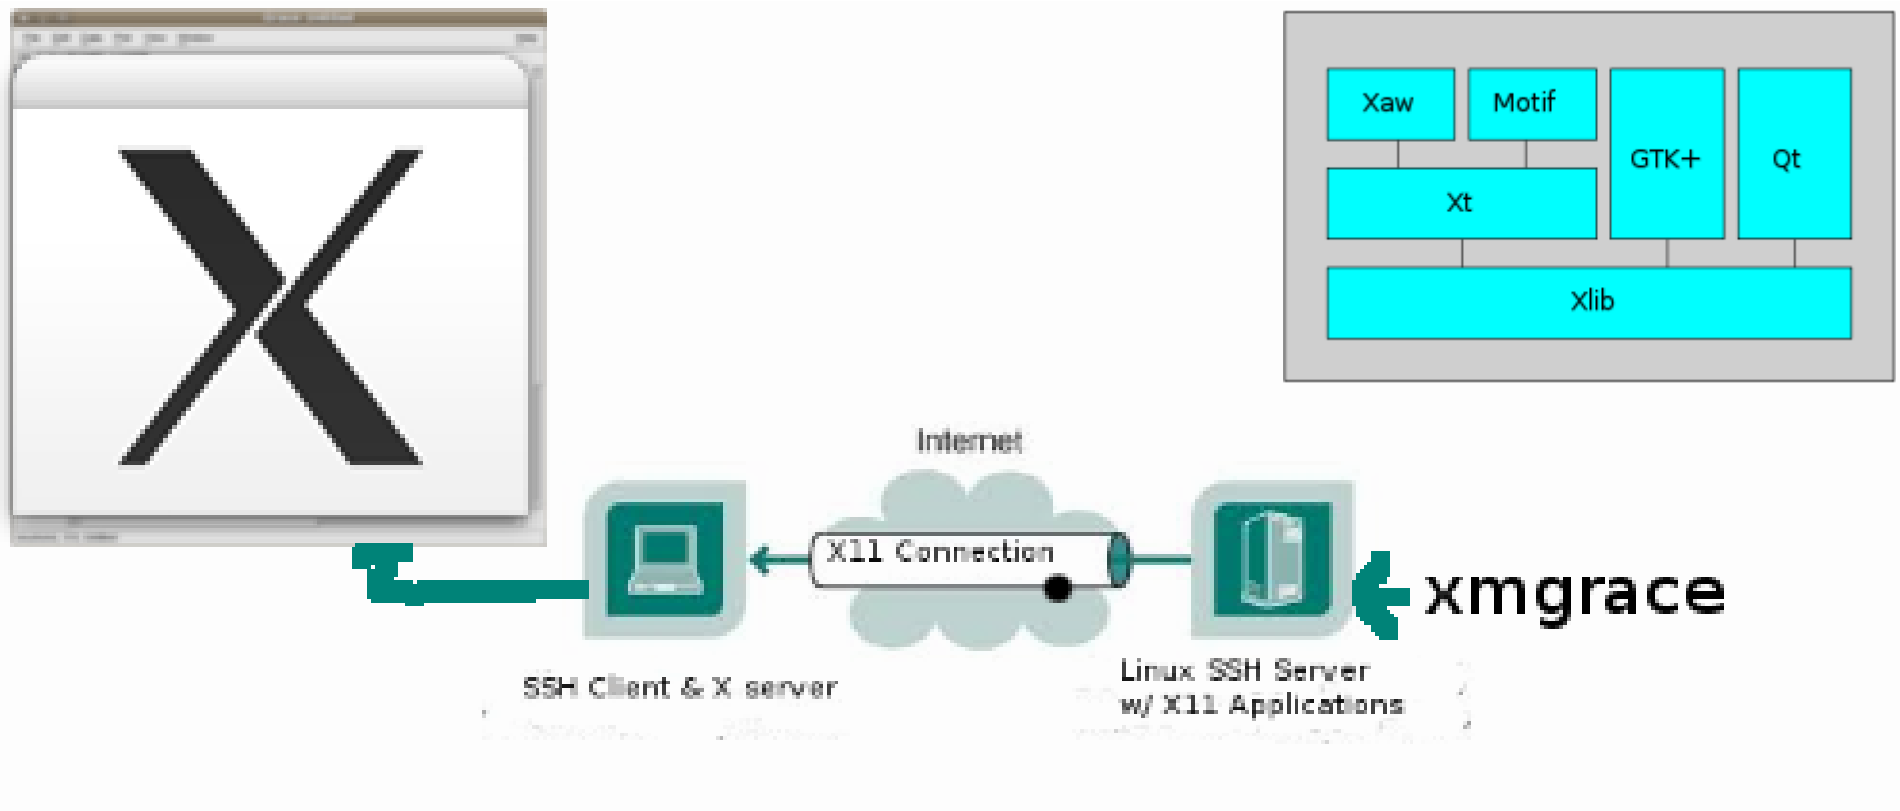 X
Xaw
Motif
GTK+
Qt
Xt
Xlib
Internet
X11 Connection
xmgrace
SSH Client & X server
Linux SSH Server
w/ X11 Applications